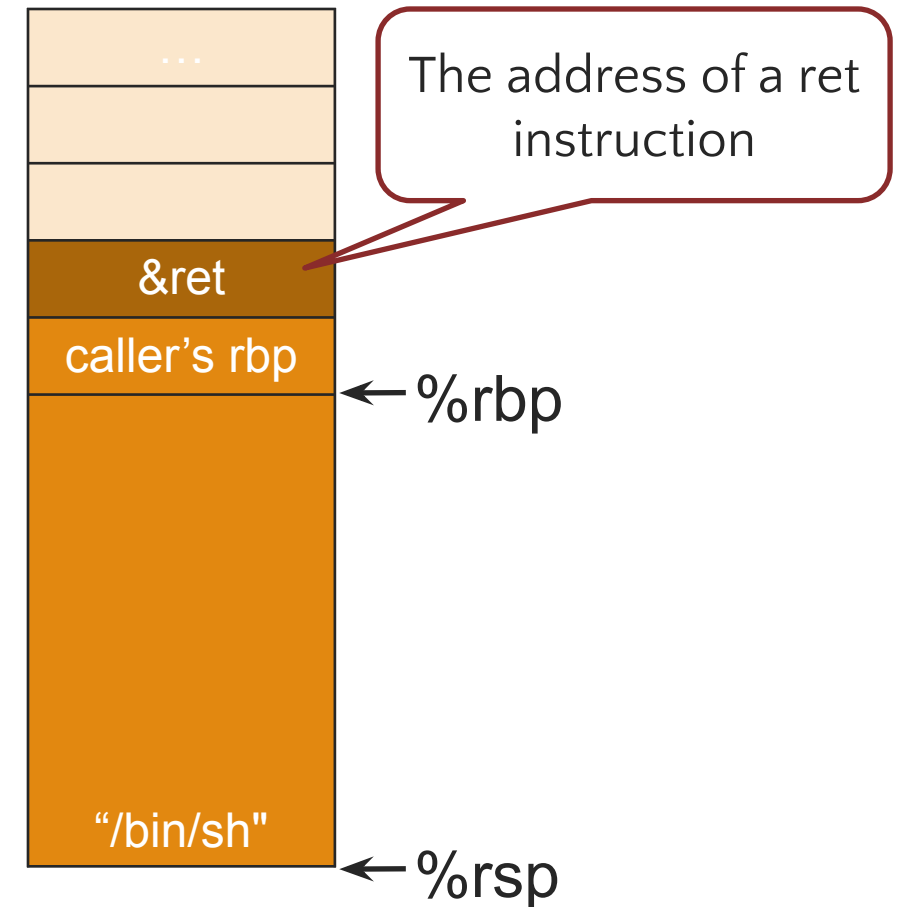 ...
The address of a ret
instruction
&ret
caller’s rbp
%rbp
“/bin/sh"
%rsp